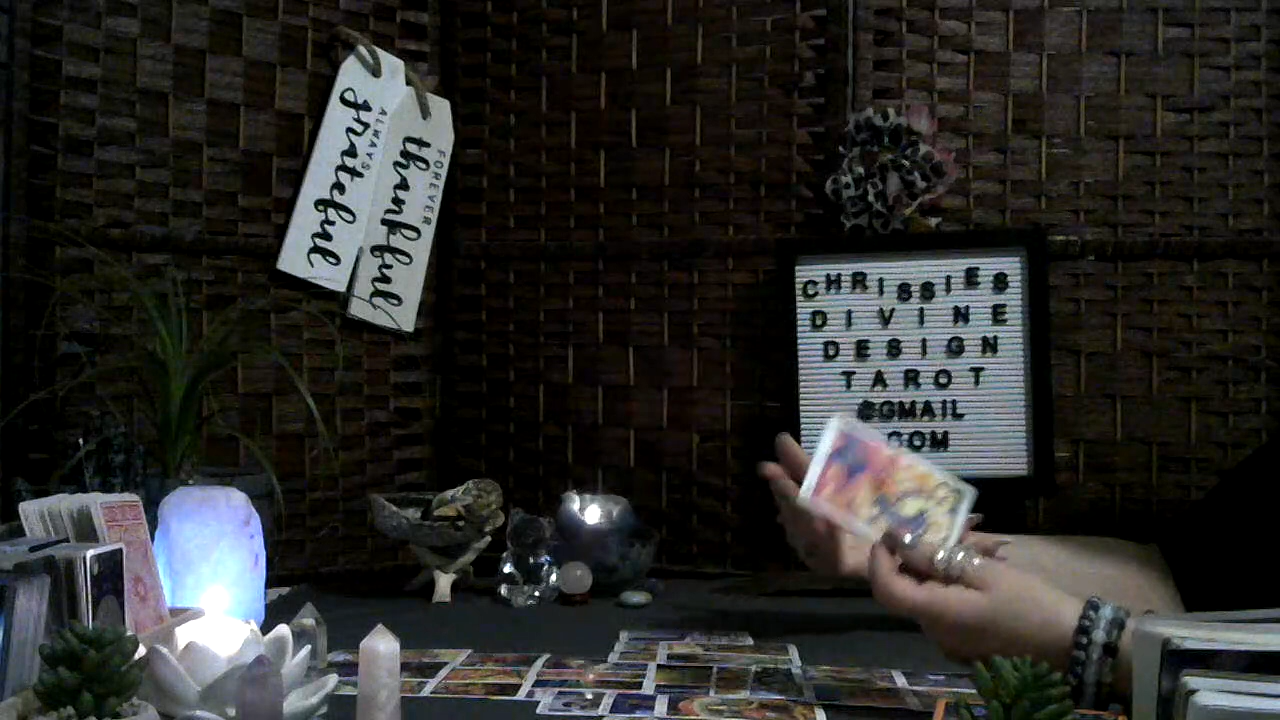 ALWAYS
grateful
FOREVER
thankful
CHRISSIES
DIVINE
DESIGN
TAROT
@GMAIL
.COM